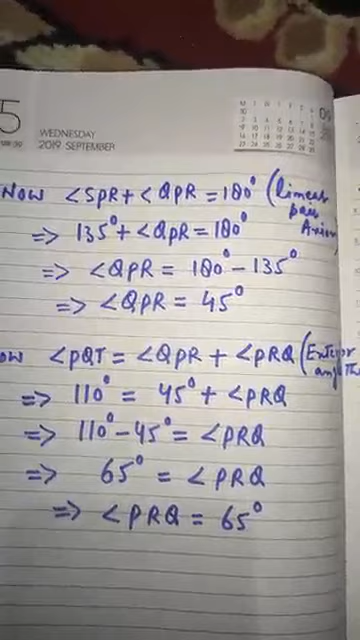 5
WEDNESDAY
2019 SEPTEMBER
Now ∠SPR + ∠QPR = 180° (linear
pair
Axiom
=> 135° + ∠QPR = 180°
=> ∠QPR = 180° - 135°
=> ∠QPR = 45°
∠PQT = ∠QPR + ∠PRQ (Exterior
=> 110° = 45° + ∠PRQ
=> 110° - 45° = ∠PRQ
=> 65° = ∠PRQ
=> ∠PRQ = 65°